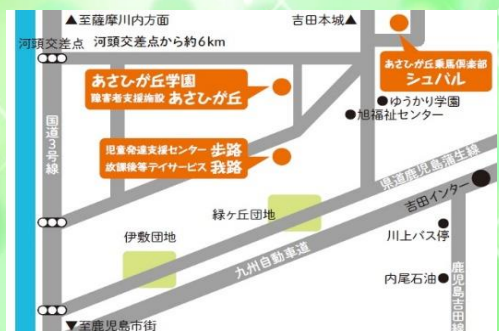 ▲至薩摩川内方面
吉田本城▲
河頭交差点
河頭交差点から約6km
あさひが丘乗馬倶楽部
シュバル
あさひが丘学園
障害者支援施設 あさひが丘
ゆうかり学園
旭福祉センター
国道3号線
児童発達支援センター 歩路
放課後等デイサービス 我路
県道鹿児島蒲生線
吉田インター
緑ヶ丘団地
川上バス停
伊敷団地
九州自動車道
内尾石油
鹿児島吉田線
▼至鹿児島市街